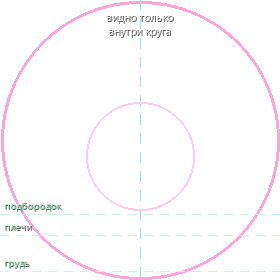 видно только
внутри круга
подбородок
плечи
грудь